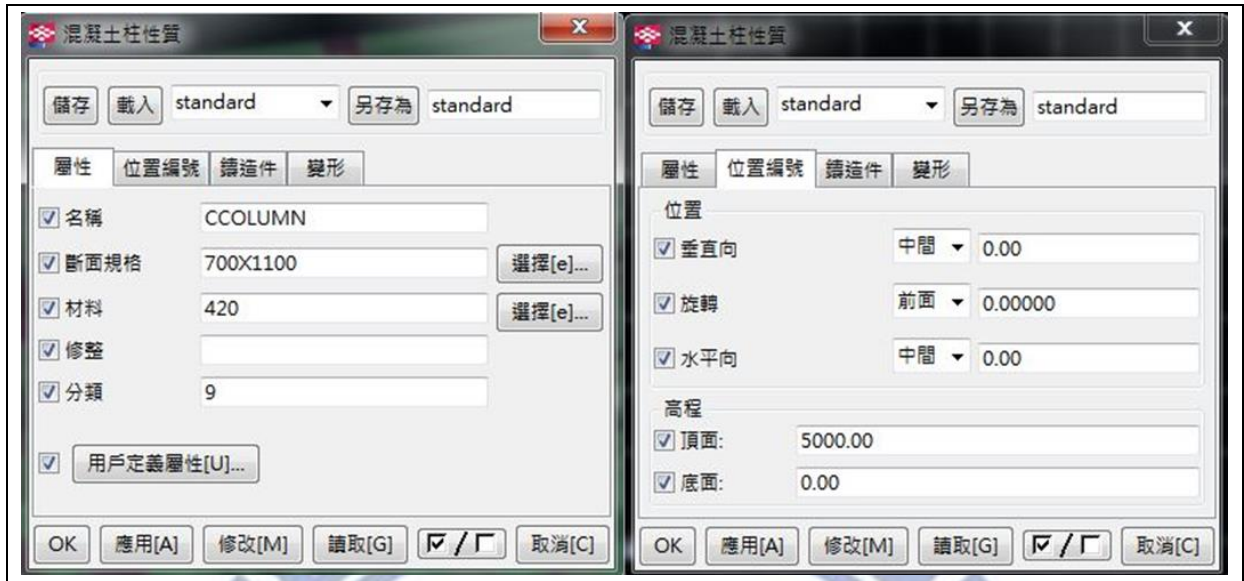 混凝土柱性質
儲存 載入 standard 另存為 standard
屬性 位置編號 鑄造件 變形
名稱 CCOLUMN
斷面規格 700X1100 選擇[e]...
材料 420 選擇[e]...
修整
分類 9
用戶定義屬性[U]...
OK 應用[A] 修改[M] 讀取[G] / 取消[C]
混凝土柱性質
儲存 載入 standard 另存為 standard
屬性 位置編號 鑄造件 變形
位置
垂直向 中間 0.00
旋轉 前面 0.00000
水平向 中間 0.00
高程
頂面: 5000.00
底面: 0.00
OK 應用[A] 修改[M] 讀取[G] / 取消[C]